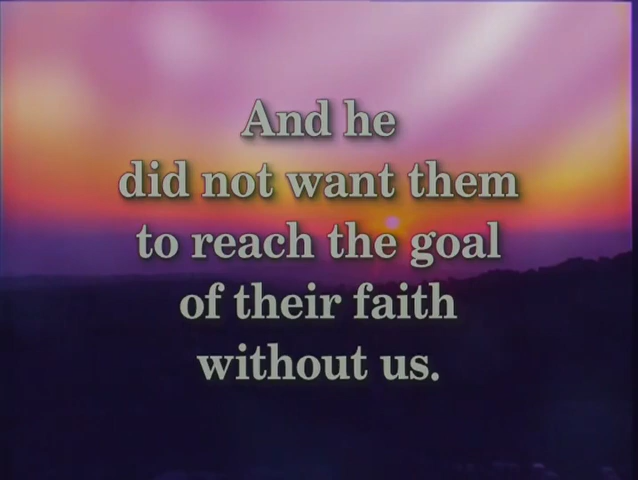 And he
did not want them
to reach the goal
of their faith
without us.